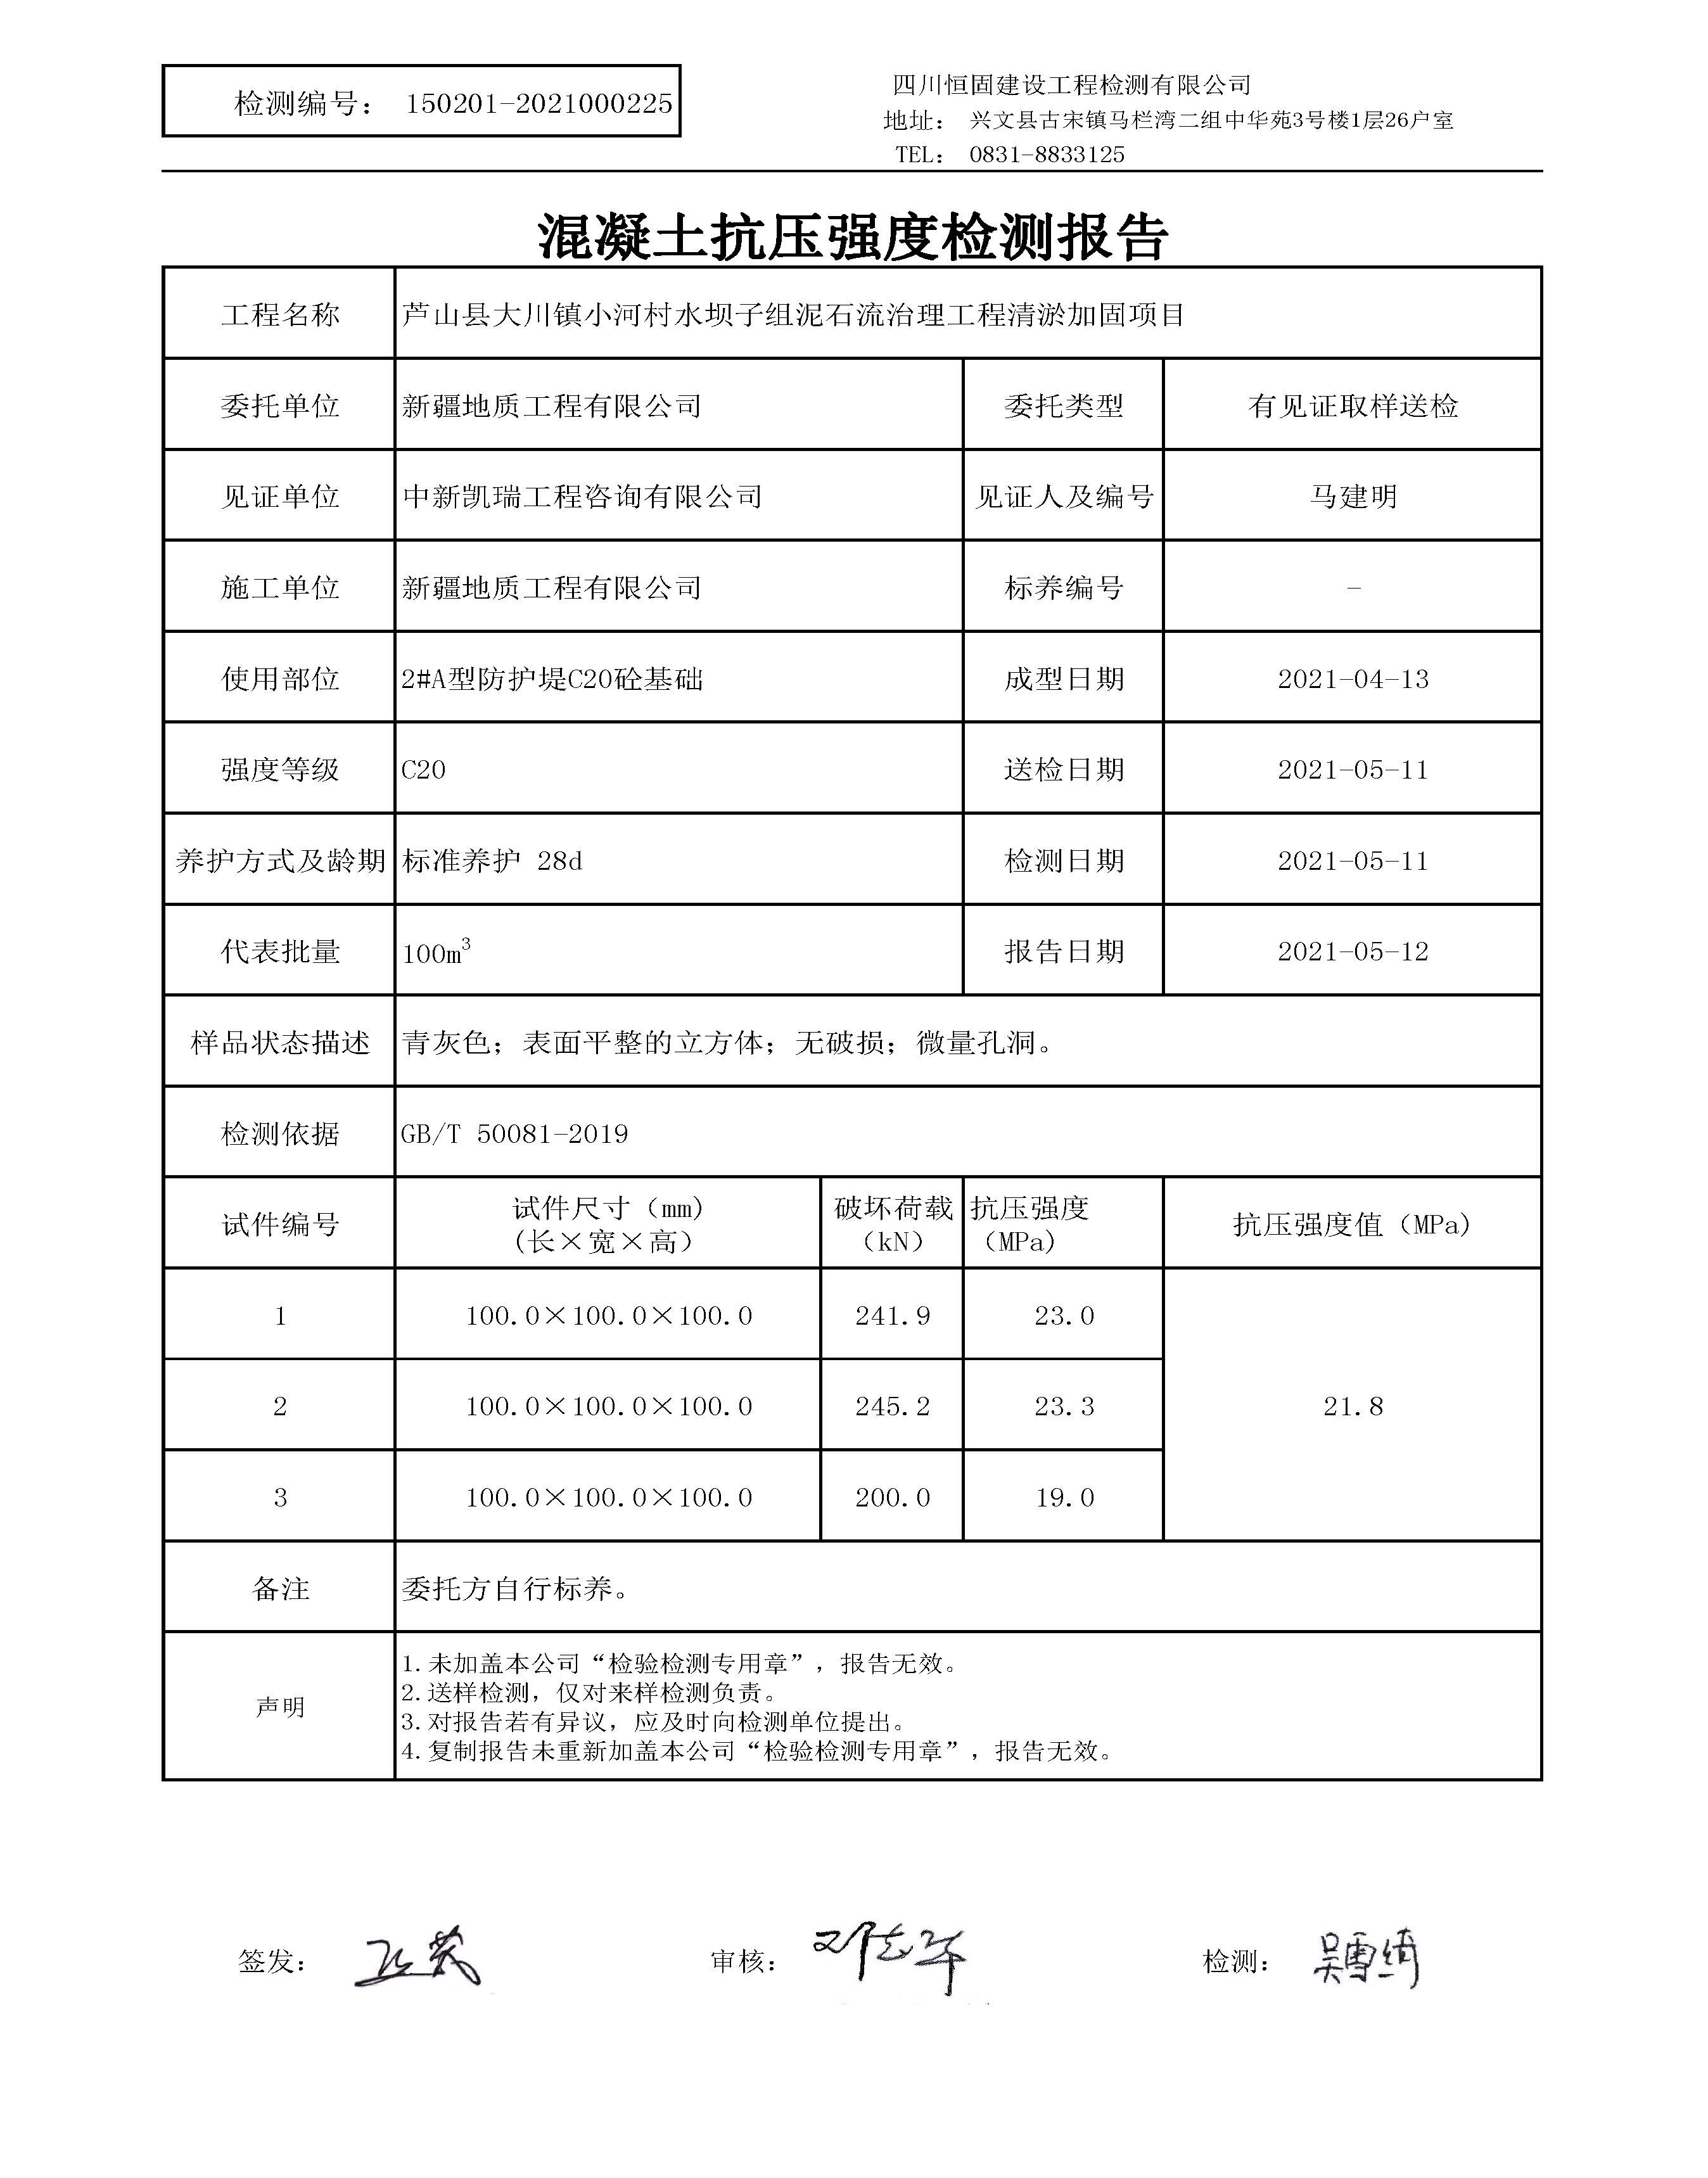 检测编号： 150201-2021000225
四川恒固建设工程检测有限公司
地址： 兴文县古宋镇马栏湾二组中华苑3号楼1层26户室
TEL： 0831-8833125
混凝土抗压强度检测报告
工程名称 芦山县大川镇小河村水坝子组泥石流治理工程清淤加固项目
委托单位 新疆地质工程有限公司 委托类型 有见证取样送检
见证单位 中新凯瑞工程咨询有限公司 见证人及编号 马建明
施工单位 新疆地质工程有限公司 标养编号 -
使用部位 2#A型防护堤C20砼基础 成型日期 2021-04-13
强度等级 C20 送检日期 2021-05-11
养护方式及龄期 标准养护 28d 检测日期 2021-05-11
代表批量 100m³ 报告日期 2021-05-12
样品状态描述 青灰色；表面平整的立方体；无破损；微量孔洞。
检测依据 GB/T 50081-2019
试件编号 试件尺寸（mm） 破坏荷载 抗压强度 抗压强度值（MPa）
（长×宽×高） （kN） （MPa）
1 100.0×100.0×100.0 241.9 23.0
2 100.0×100.0×100.0 245.2 23.3 21.8
3 100.0×100.0×100.0 200.0 19.0
备注 委托方自行标养。
声明
1.未加盖本公司“检验检测专用章”，报告无效。
2.送样检测，仅对来样检测负责。
3.对报告若有异议，应及时向检测单位提出。
4.复制报告未重新加盖本公司“检验检测专用章”，报告无效。
签发： 审核： 检测： 吴雪绮